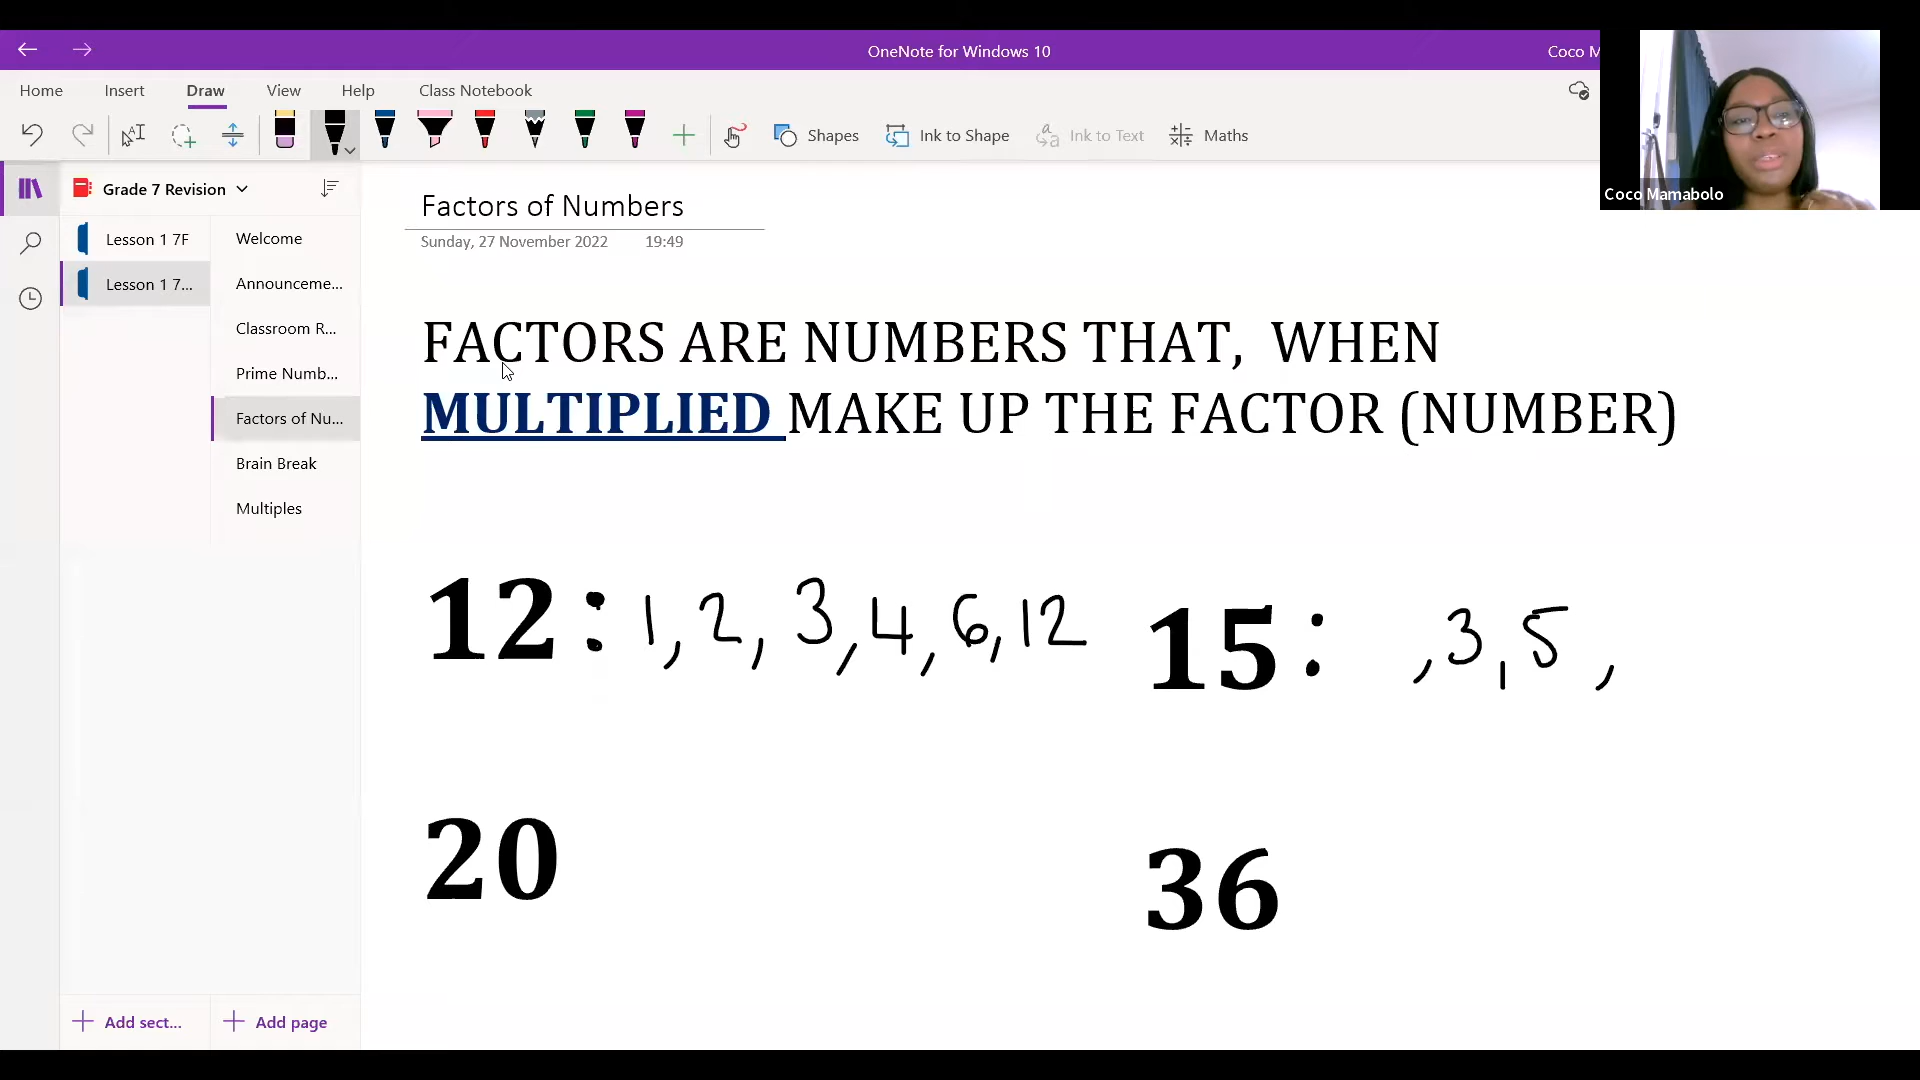 OneNote for Windows 10
Coco M
Home Insert Draw View Help Class Notebook
Shapes Ink to Shape Ink to Text Maths
Coco Mamabolo
Grade 7 Revision
Lesson 1 7F
Lesson 1 7...
Welcome
Announceme...
Classroom R...
Prime Numb...
Factors of Nu...
Brain Break
Multiples
Add sect...
Add page
Factors of Numbers
Sunday, 27 November 2022 19:49
FACTORS ARE NUMBERS THAT, WHEN
MULTIPLIED MAKE UP THE FACTOR (NUMBER)
12: 1, 2, 3, 4, 6, 12
15: , 3, 5 ,
20
36